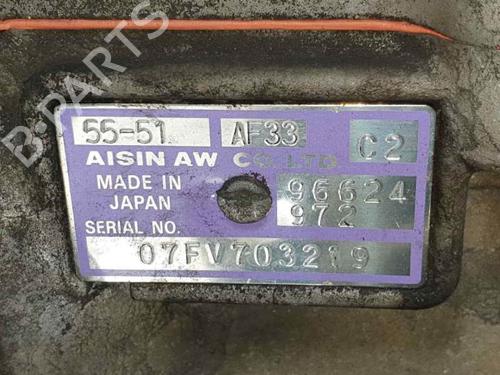 B-PARTS
55-51 AF33 C2
AISIN AW CO. LTD
MADE IN JAPAN
96624 972
SERIAL NO.
07FV703219